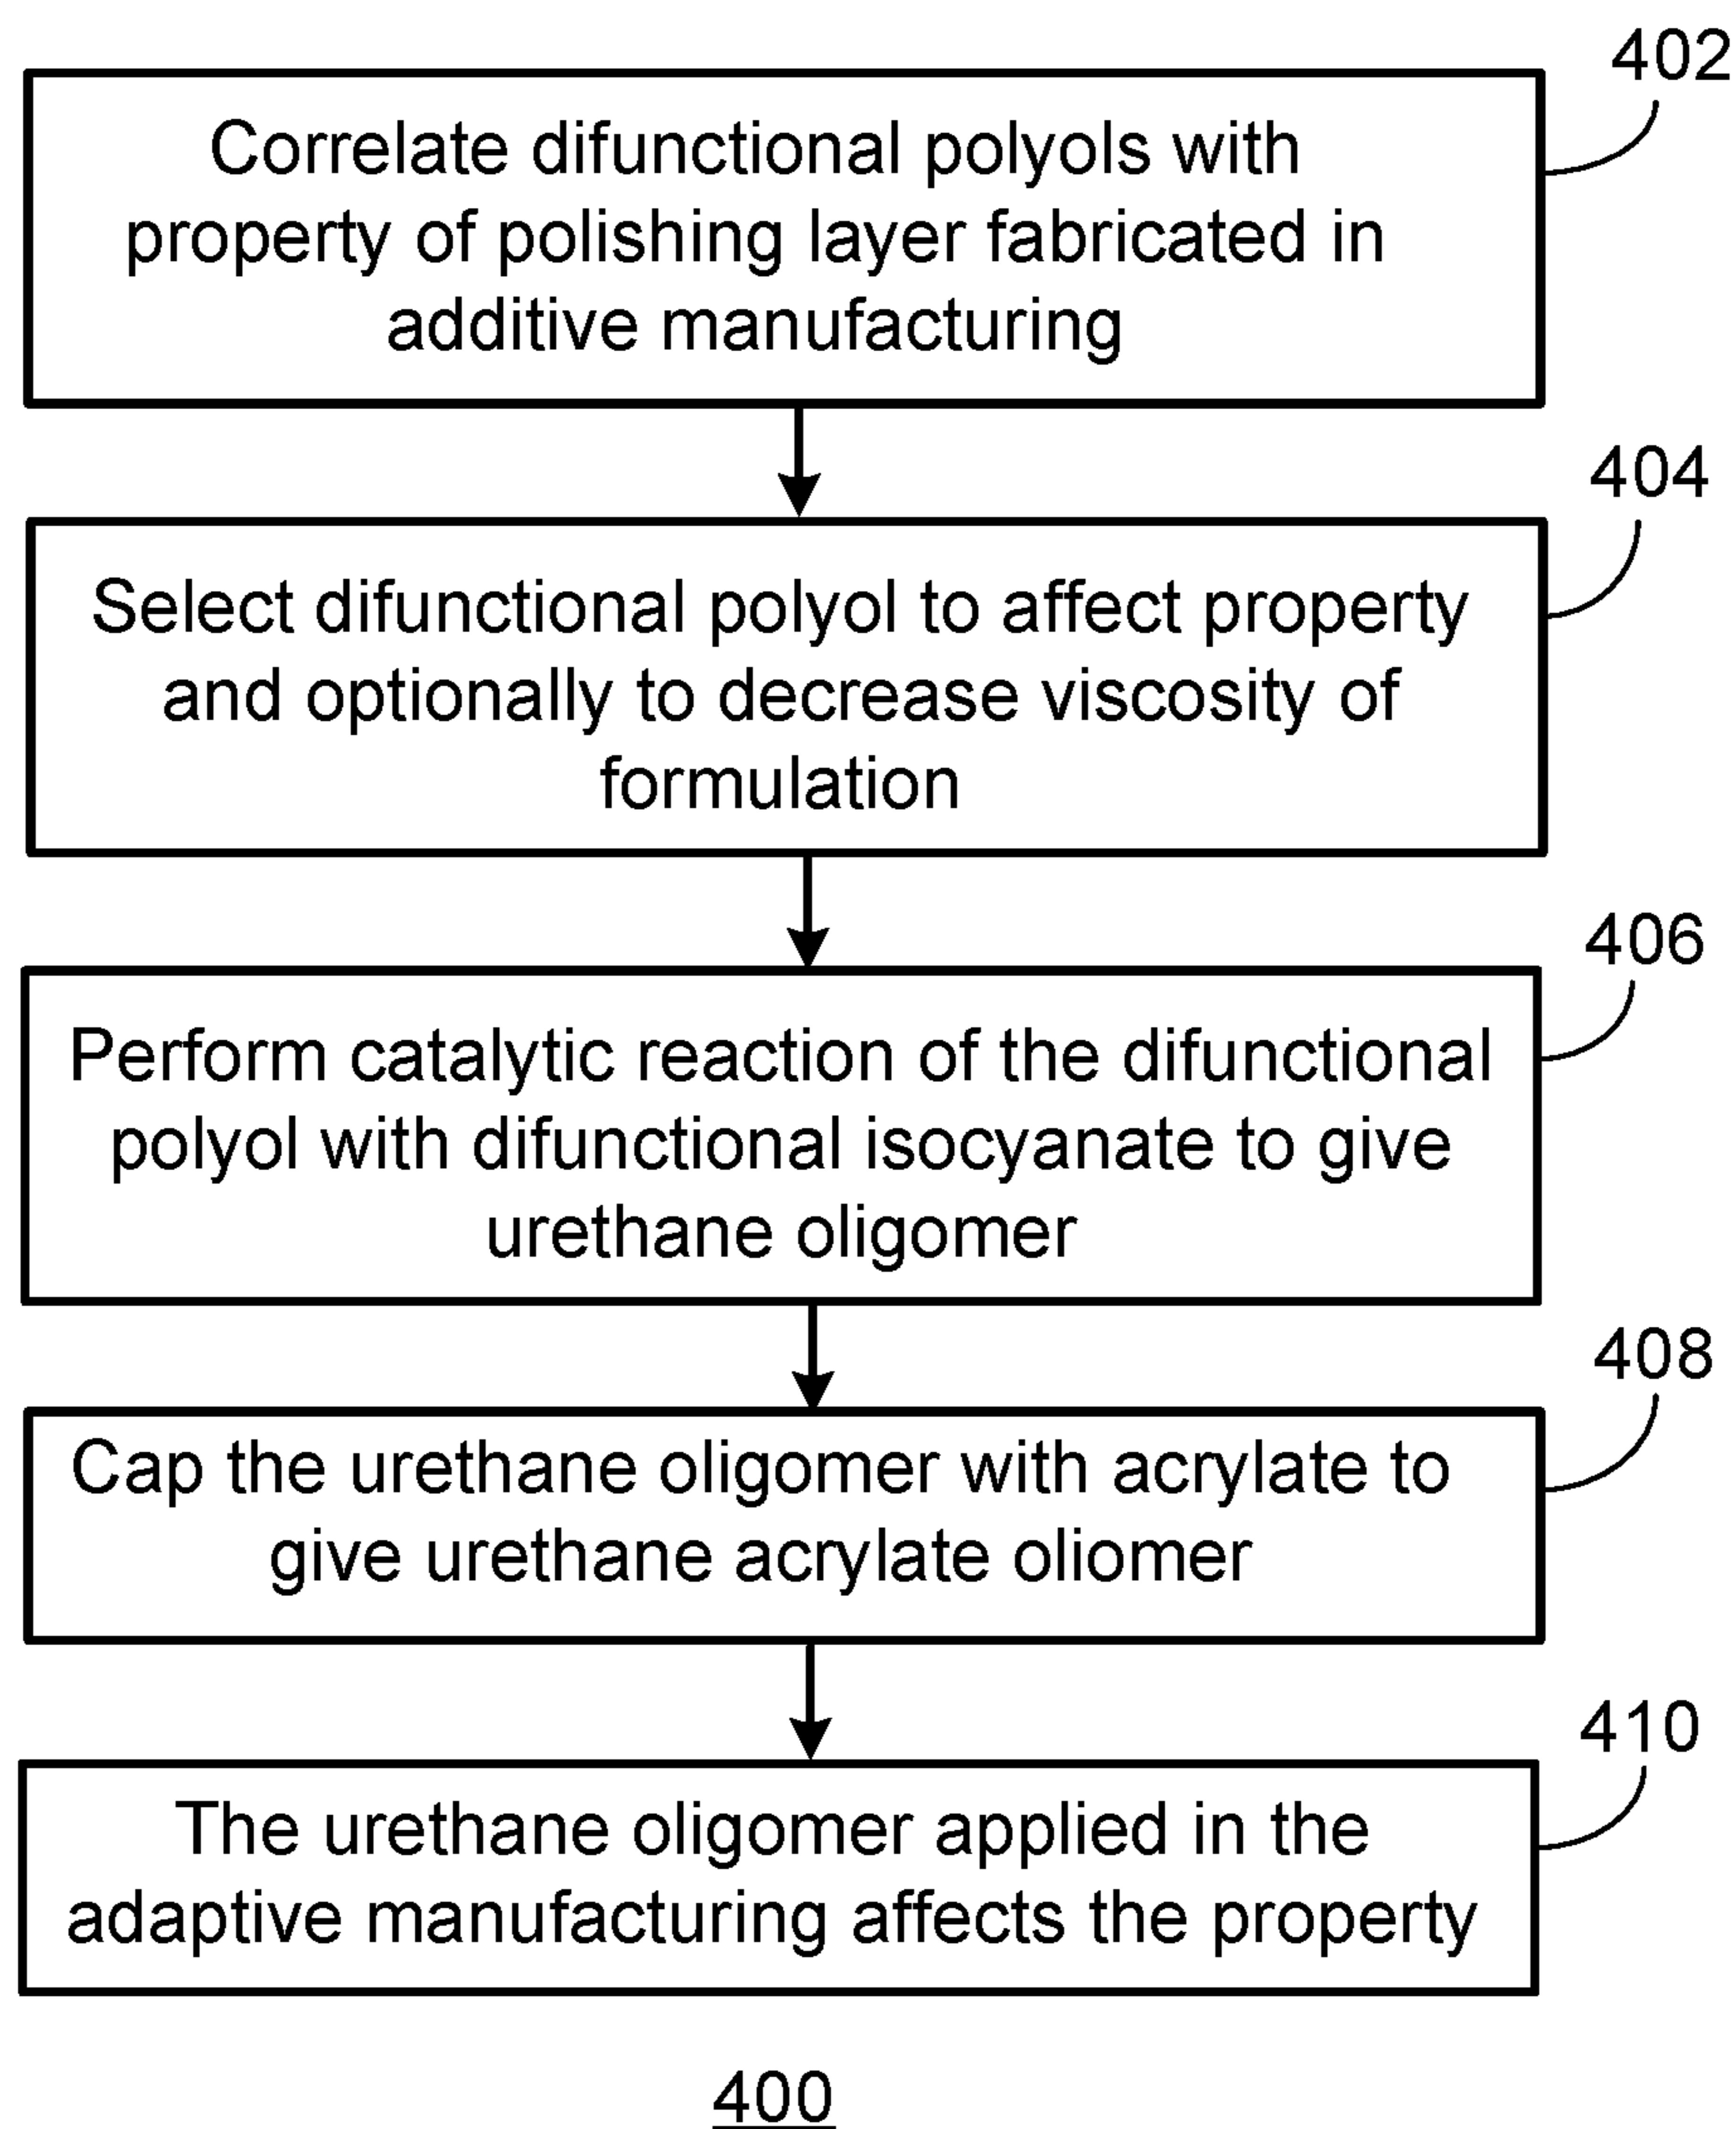 402
Correlate difunctional polyols with
property of polishing layer fabricated in
additive manufacturing
404
Select difunctional polyol to affect property
and optionally to decrease viscosity of
formulation
406
Perform catalytic reaction of the difunctional
polyol with difunctional isocyanate to give
urethane oligomer
408
Cap the urethane oligomer with acrylate to
give urethane acrylate oliomer
410
The urethane oligomer applied in the
adaptive manufacturing affects the property
400